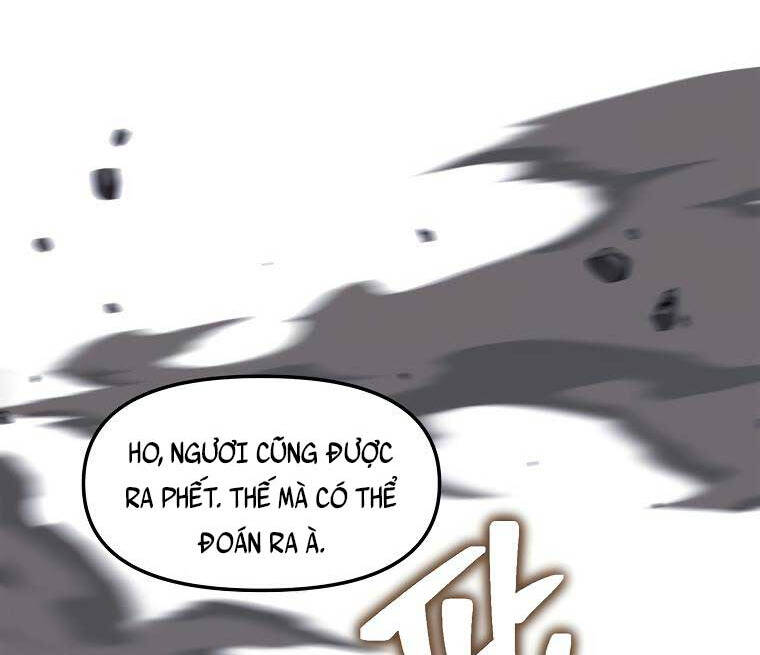 HO, NGƯƠI CŨNG ĐƯỢC
RA PHẾT. THẾ MÀ CÓ THỂ
ĐOÁN RA À.